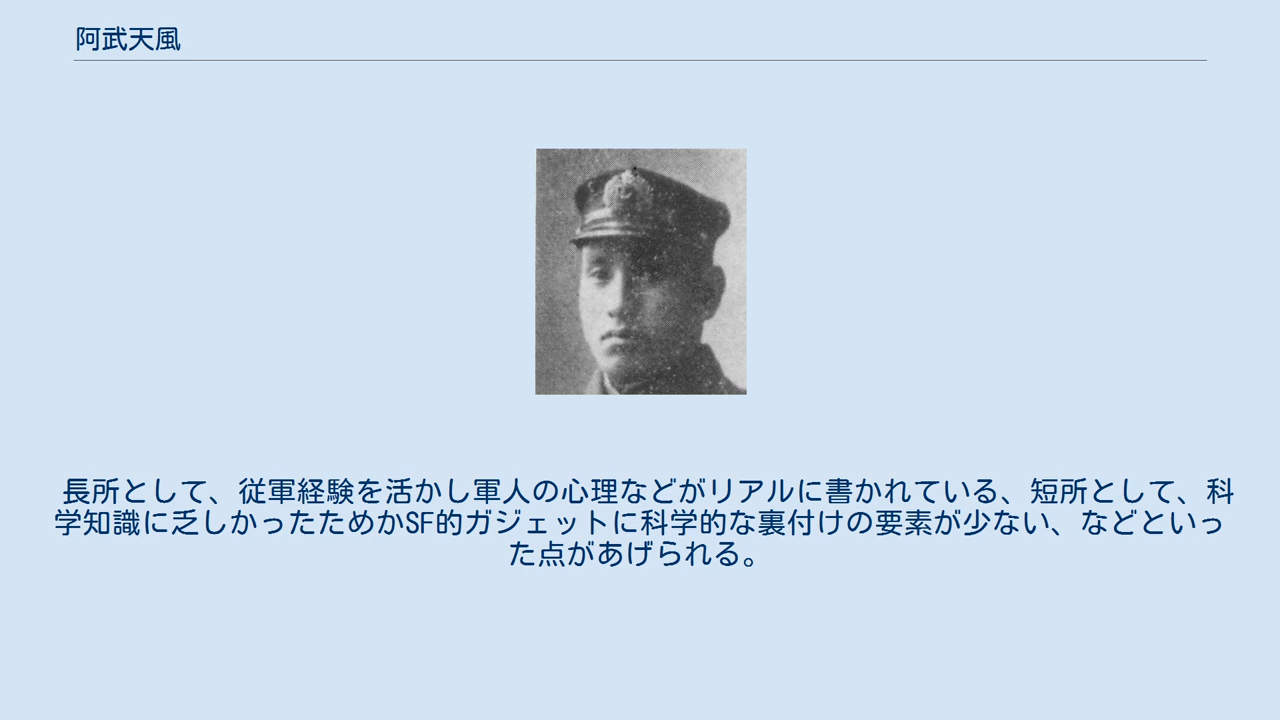 阿武天風
長所として、従軍経験を活かし軍人の心理などがリアルに書かれている、短所として、科
学知識に乏しかったためかSF的ガジェットに科学的な裏付けの要素が少ない、などといっ
た点があげられる。